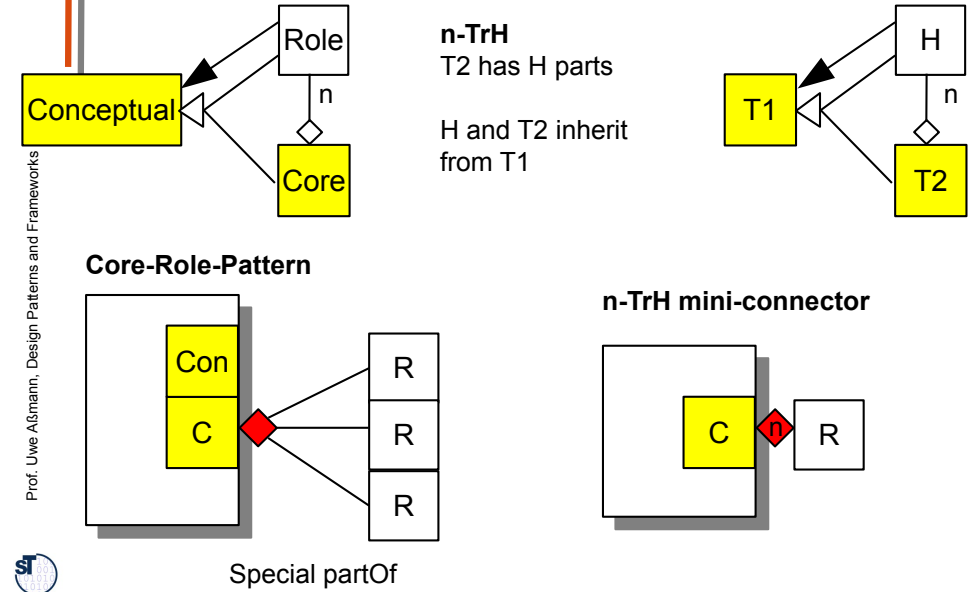 Role
n
Conceptual
Core
n-TrH
T2 has H parts
H and T2 inherit
from T1
H
n
T1
T2
Prof. Uwe Aßmann, Design Patterns and Frameworks
Core-Role-Pattern
Con
C
R
R
R
n-TrH mini-connector
C
n
R
Special partOf
sT